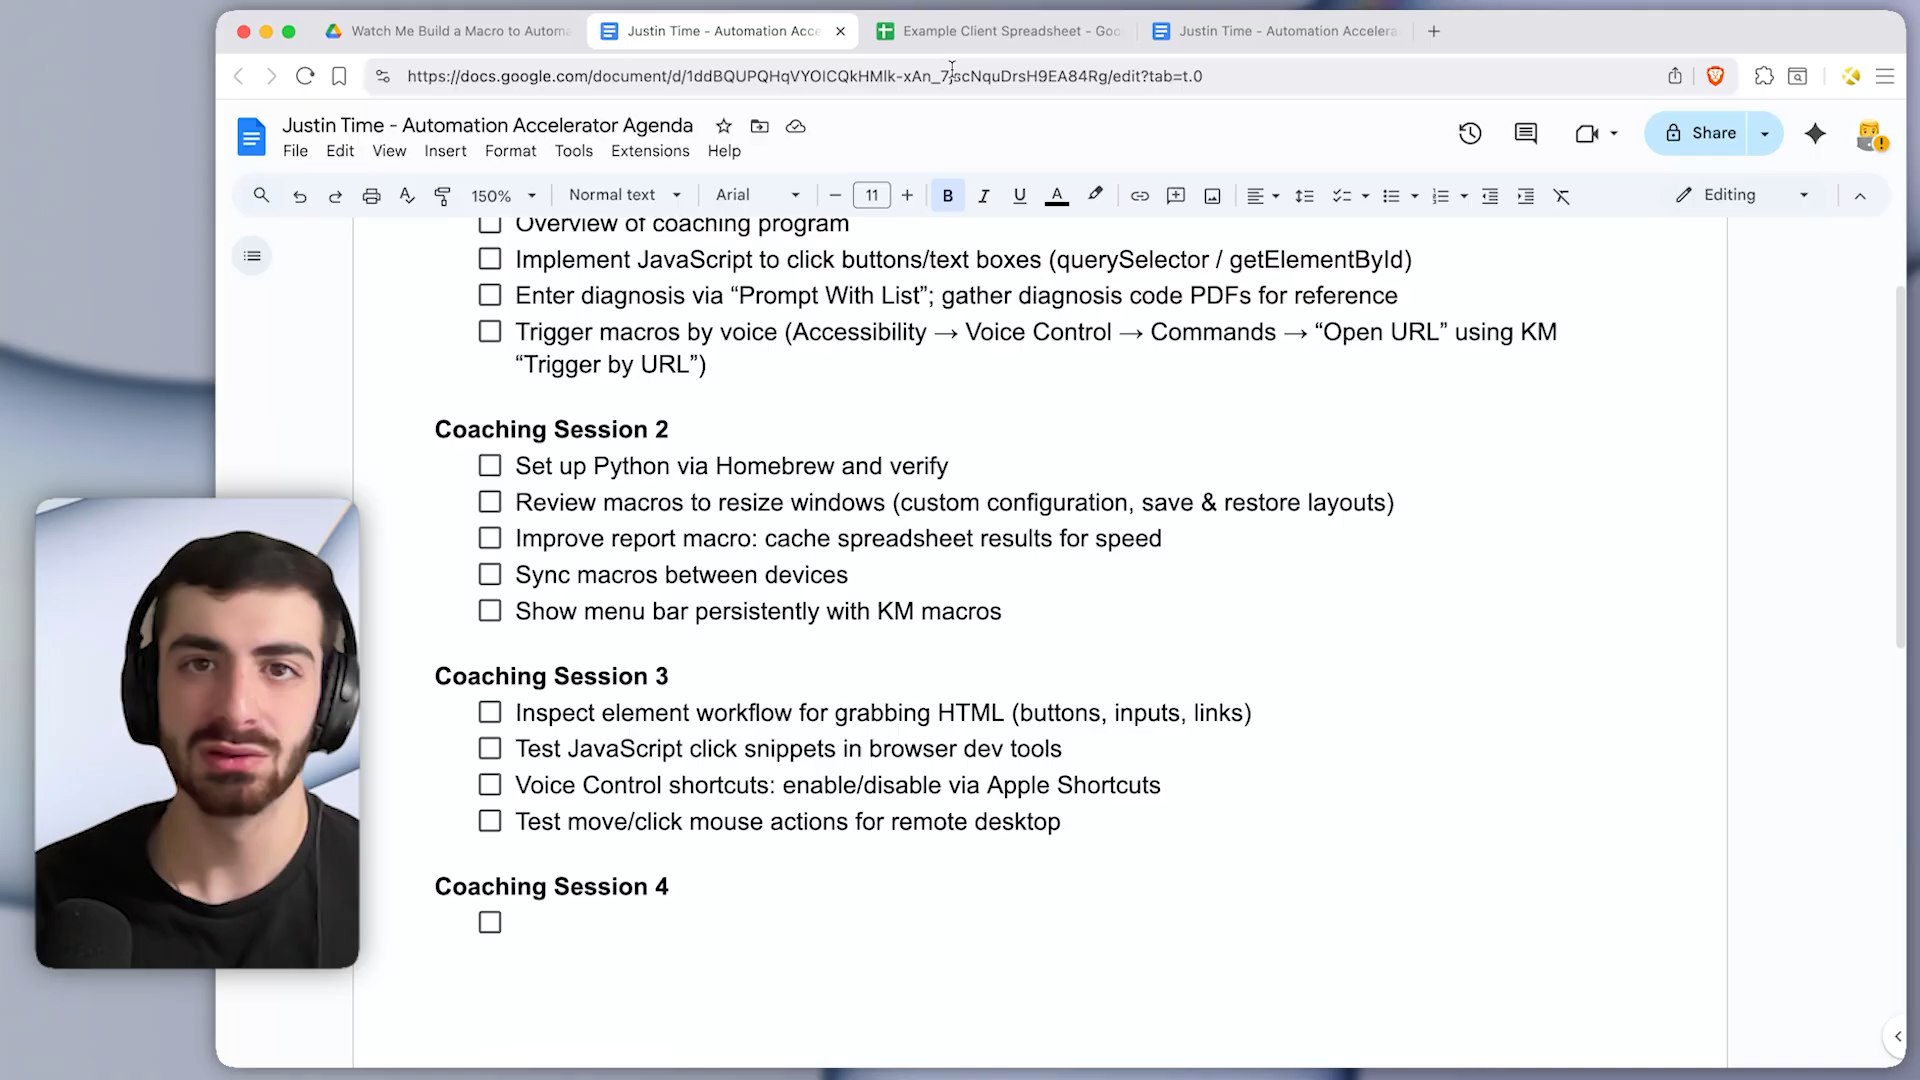 Watch Me Build a Macro to Autom
Justin Time - Automation Acce
Example Client Spreadsheet - Goo
Justin Time - Automation Accelera
https://docs.google.com/document/d/1ddBQUPQHqVYOICQkHMlk-xAn_7jscNquDrsH9EA84Rg/edit?tab=t.0
Justin Time - Automation Accelerator Agenda
File Edit View Insert Format Tools Extensions Help
Share
150% Normal text Arial 11 B I U A Editing
Overview of coaching program
Implement JavaScript to click buttons/text boxes (querySelector / getElementById)
Enter diagnosis via “Prompt With List”; gather diagnosis code PDFs for reference
Trigger macros by voice (Accessibility → Voice Control → Commands → “Open URL” using KM
“Trigger by URL”)
Coaching Session 2
Set up Python via Homebrew and verify
Review macros to resize windows (custom configuration, save & restore layouts)
Improve report macro: cache spreadsheet results for speed
Sync macros between devices
Show menu bar persistently with KM macros
Coaching Session 3
Inspect element workflow for grabbing HTML (buttons, inputs, links)
Test JavaScript click snippets in browser dev tools
Voice Control shortcuts: enable/disable via Apple Shortcuts
Test move/click mouse actions for remote desktop
Coaching Session 4